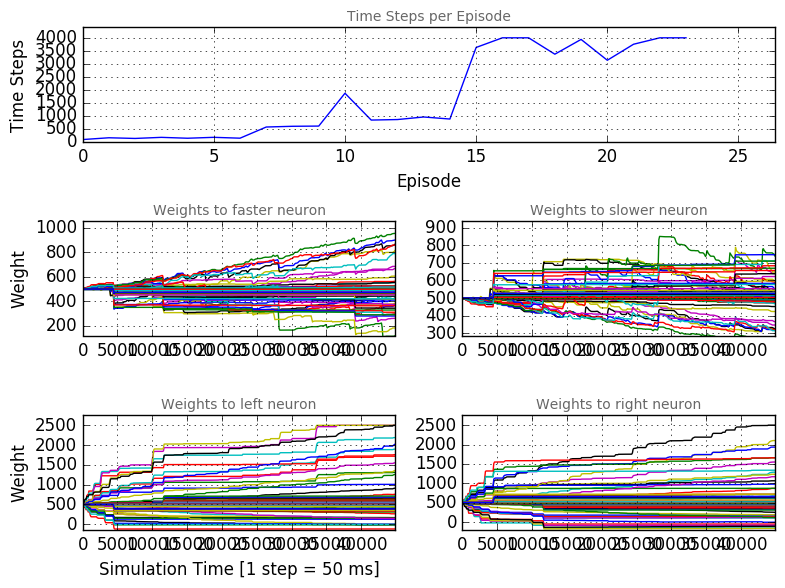 Time Steps per Episode
4000
3500
3000
2500
2000
1500
1000
500
0
Time Steps
0 5 10 15 20 25
Episode
Weights to faster neuron
1000
800
600
400
200
Weight
0 5000 10000 15000 20000 25000 30000 35000 40000
Weights to slower neuron
900
800
700
600
500
400
300
0 5000 10000 15000 20000 25000 30000 35000 40000
Weights to left neuron
2500
2000
1500
1000
500
0
Weight
0 5000 10000 15000 20000 25000 30000 35000 40000
Simulation Time [1 step = 50 ms]
Weights to right neuron
2500
2000
1500
1000
500
0
0 5000 10000 15000 20000 25000 30000 35000 40000